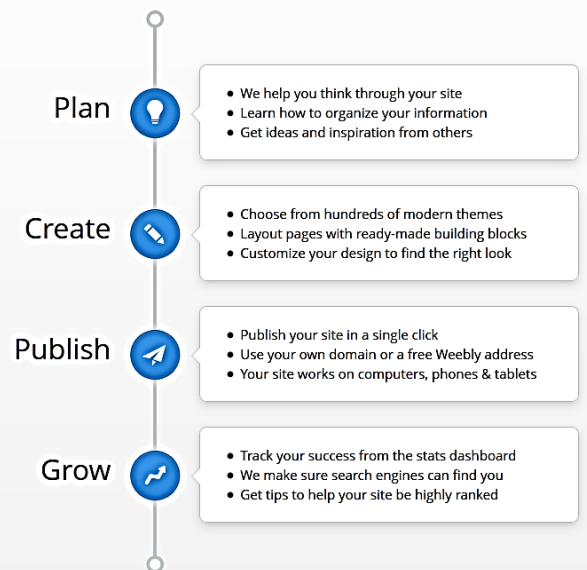 Plan
• We help you think through your site
• Learn how to organize your information
• Get ideas and inspiration from others
Create
• Choose from hundreds of modern themes
• Layout pages with ready-made building blocks
• Customize your design to find the right look
Publish
• Publish your site in a single click
• Use your own domain or a free Weebly address
• Your site works on computers, phones & tablets
Grow
• Track your success from the stats dashboard
• We make sure search engines can find you
• Get tips to help your site be highly ranked